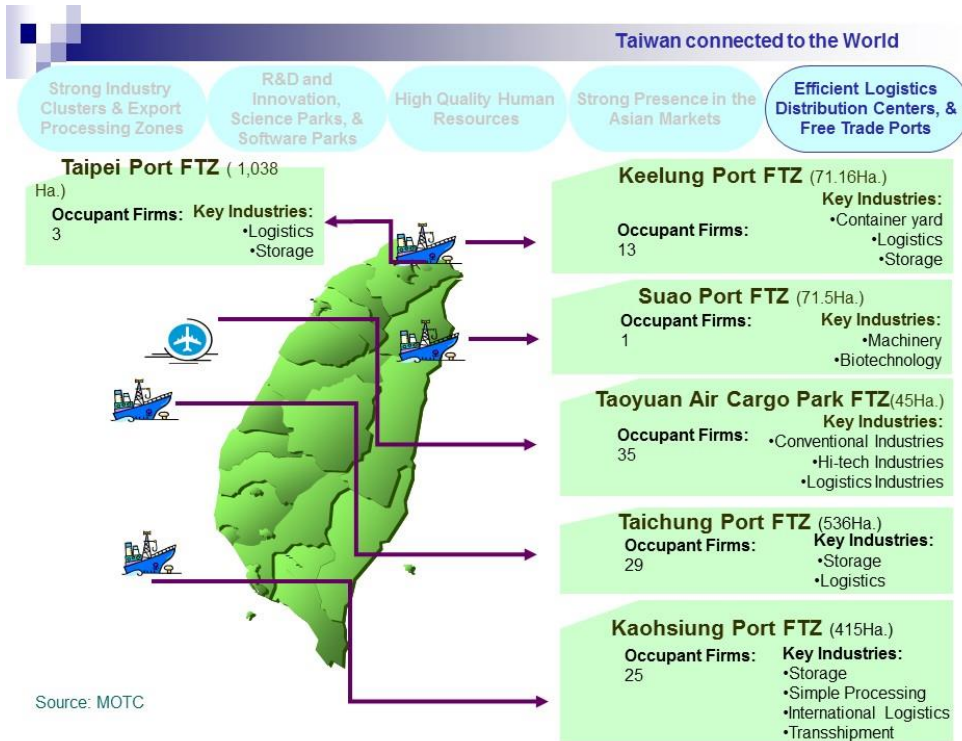 Taiwan connected to the World
Strong Industry
Clusters & Export
Processing Zones
R&D and
Innovation,
Science Parks, &
Software Parks
High Quality Human
Resources
Strong Presence in the
Asian Markets
Efficient Logistics
Distribution Centers, &
Free Trade Ports
Taipei Port FTZ ( 1,038
Ha.)
Occupant Firms:
3
Key Industries:
•Logistics
•Storage
Keelung Port FTZ (71.16Ha.)
Occupant Firms:
13
Key Industries:
•Container yard
•Logistics
•Storage
Suao Port FTZ (71.5Ha.)
Occupant Firms:
1
Key Industries:
•Machinery
•Biotechnology
Taoyuan Air Cargo Park FTZ(45Ha.)
Occupant Firms:
35
Key Industries:
•Conventional Industries
•Hi-tech Industries
•Logistics Industries
Taichung Port FTZ (536Ha.)
Occupant Firms:
29
Key Industries:
•Storage
•Logistics
Kaohsiung Port FTZ (415Ha.)
Occupant Firms:
25
Key Industries:
•Storage
•Simple Processing
•International Logistics
•Transshipment
Source: MOTC